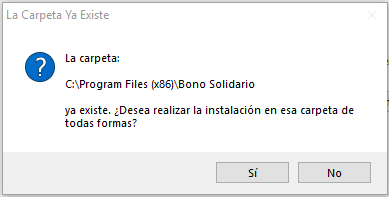 La Carpeta Ya Existe
La carpeta:
C:\Program Files (x86)\Bono Solidario
ya existe. ¿Desea realizar la instalación en esa carpeta de
todas formas?
Sí
No